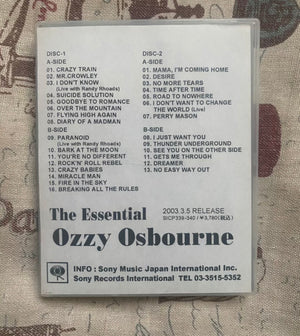 DISC-1
A-SIDE
01. CRAZY TRAIN
02. MR.CROWLEY
03. I DON'T KNOW
(Live with Randy Rhoads)
04. SUICIDE SOLUTION
05. GOODBYE TO ROMANCE
06. OVER THE MOUNTAIN
07. FLYING HIGH AGAIN
08. DIARY OF A MADMAN
B-SIDE
09. PARANOID
(Live with Randy Rhoads)
10. BARK AT THE MOON
11. YOU'RE NO DIFFERENT
12. ROCK'N' ROLL REBEL
13. CRAZY BABIES
14. MIRACLE MAN
15. FIRE IN THE SKY
16. BREAKING ALL THE RULES
DISC-2
A-SIDE
01. MAMA, I'M COMING HOME
02. DESIRE
03. NO MORE TEARS
04. TIME AFTER TIME
05. ROAD TO NOWHERE
06. I DON'T WANT TO CHANGE
THE WORLD (Live)
07. PERRY MASON
B-SIDE
08. I JUST WANT YOU
09. THUNDER UNDERGROUND
10. SEE YOU ON THE OTHER SIDE
11. GETS ME THROUGH
12. DREAMER
13. NO EASY WAY OUT
The Essential
2003.3.5 RELEASE
SICP339-340 / ¥3,780(税込)
Ozzy Osbourne
INFO : Sony Music Japan International Inc.
Sony Records International TEL 03-3515-5352